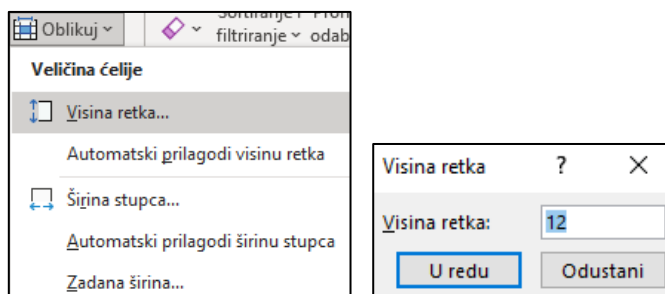 Oblikuj
Sortiranje i
filtriranje odab
Veličina ćelije
Visina retka...
Automatski prilagodi visinu retka
Širina stupca...
Automatski prilagodi širinu stupca
Zadana širina...
Visina retka ? ×
Visina retka: 12
U redu Odustani